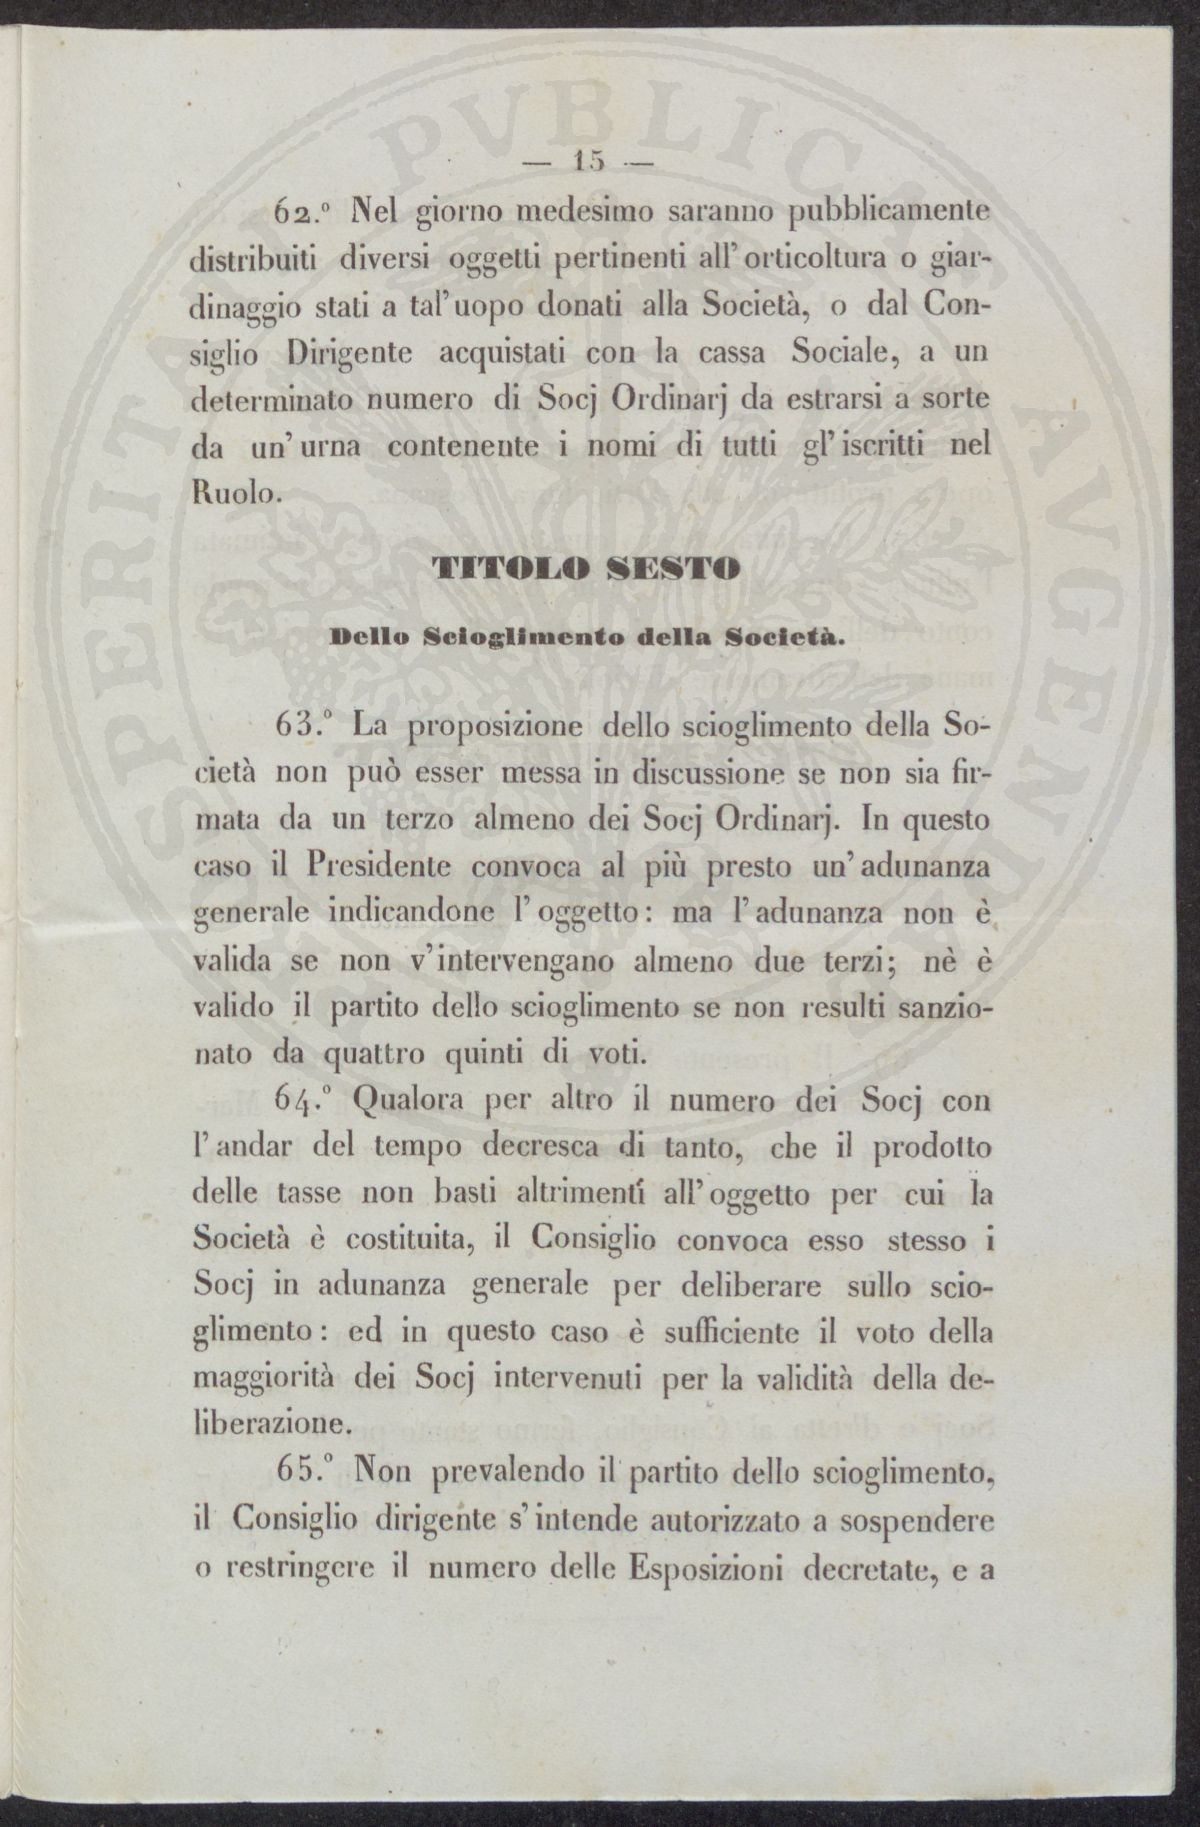 — 15 —
62.º Nel giorno medesimo saranno pubblicamente
distribuiti diversi oggetti pertinenti all' orticoltura o giar-
dinaggio stati a tal' uopo donati alla Società, o dal Con-
siglio Dirigente acquistati con la cassa Sociale, a un
determinato numero di Socj Ordinarj da estrarsi a sorte
da un' urna contenente i nomi di tutti gl' iscritti nel
Ruolo.
TITOLO SESTO
Dello Scioglimento della Società.
63.º La proposizione dello scioglimento della So-
cietà non può esser messa in discussione se non sia fir-
mata da un terzo almeno dei Socj Ordinarj. In questo
caso il Presidente convoca al più presto un' adunanza
generale indicandone l' oggetto: ma l' adunanza non è
valida se non v' intervengano almeno due terzi; nè è
valido il partito dello scioglimento se non resulti sanzio-
nato da quattro quinti di voti.
64.º Qualora per altro il numero dei Socj con
l' andar del tempo decresca di tanto, che il prodotto
delle tasse non basti altrimenti all' oggetto per cui la
Società è costituita, il Consiglio convoca esso stesso i
Socj in adunanza generale per deliberare sullo scio-
glimento: ed in questo caso è sufficiente il voto della
maggiorità dei Socj intervenuti per la validità della de-
liberazione.
65.º Non prevalendo il partito dello scioglimento,
il Consiglio dirigente s' intende autorizzato a sospendere
o restringere il numero delle Esposizioni decretate, e a
PROSPERITATI PVBLICAE AVGENDAE